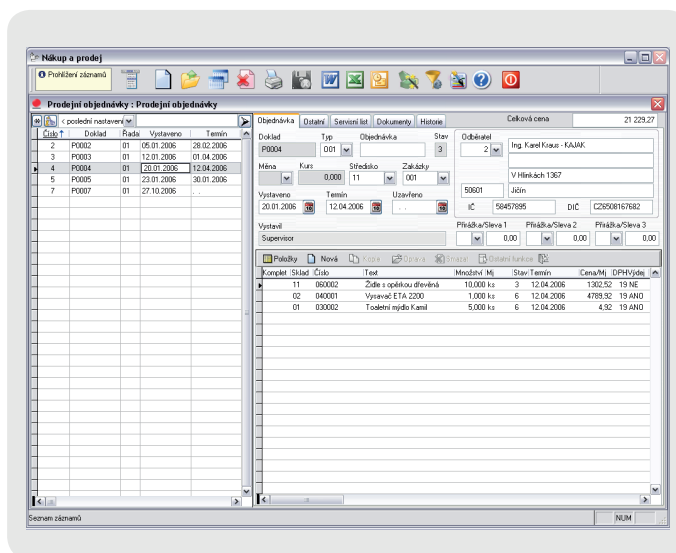 Nákup a prodej
Prohlížení záznamů
Prodejní objednávky : Prodejní objednávky
< poslední nastavení
Číslo Doklad Řada Vystaveno Termín
2 P0002 01 05.01.2006 28.02.2006
3 P0003 01 12.01.2006 01.04.2006
4 P0004 01 20.01.2006 12.04.2006
5 P0005 01 23.01.2006 30.01.2006
7 P0007 01 27.10.2006 . .
Objednávka Ostatní Servisní list Dokumenty Historie Celková cena 21 229,27
Doklad Typ Objednávka Stav Odběratel
P0004 001 3 2 Ing. Karel Kraus - KAJAK
Měna Kurs Středisko Zakázky
0,000 11 001 V Hlinkách 1367
Vystaveno Termín Uzavřeno 50601 Jičín
20.01.2006 12.04.2006 . . IČ 58457895 DIČ CZ6508167682
Vystavil Přirážka/Sleva 1 Přirážka/Sleva 2 Přirážka/Sleva 3
Supervisor 0,00 0,00 0,00
Položky Nová Kopie Oprava Smazat Ostatní funkce
Komplet Sklad Číslo Text Množství Mj Stav Termín Cena/Mj DPH Výdej
11 060002 Židle s opěrkou dřevěná 10,000 ks 3 12.04.2006 1302,52 19 NE
02 040001 Vysavač ETA 2200 1,000 ks 6 12.04.2006 4789,92 19 ANO
01 030002 Toaletní mýdlo Kamil 5,000 ks 6 12.04.2006 4,92 19 ANO
Seznam záznamů NUM